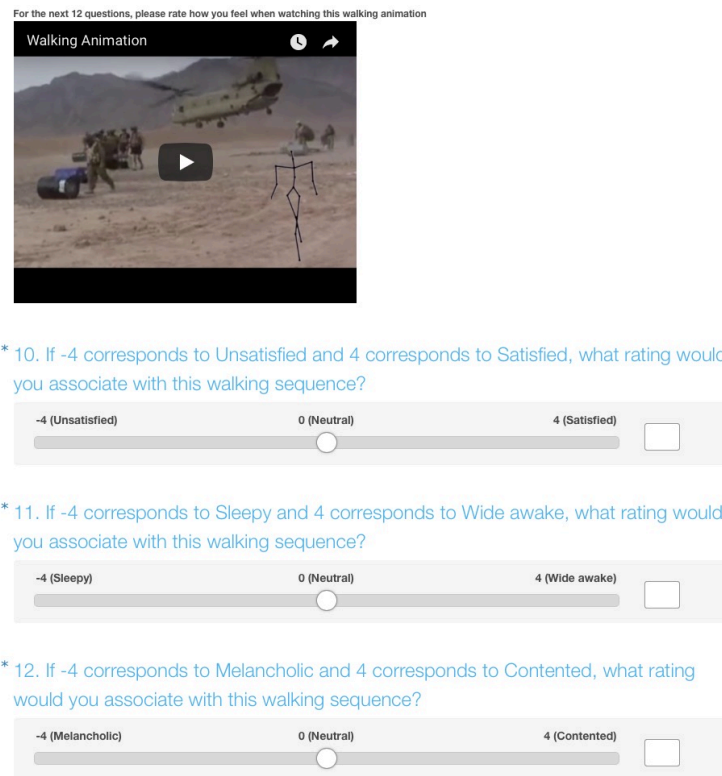 For the next 12 questions, please rate how you feel when watching this walking animation
Walking Animation
* 10. If -4 corresponds to Unsatisfied and 4 corresponds to Satisfied, what rating would
you associate with this walking sequence?
-4 (Unsatisfied) 0 (Neutral) 4 (Satisfied)
* 11. If -4 corresponds to Sleepy and 4 corresponds to Wide awake, what rating would
you associate with this walking sequence?
-4 (Sleepy) 0 (Neutral) 4 (Wide awake)
* 12. If -4 corresponds to Melancholic and 4 corresponds to Contented, what rating
would you associate with this walking sequence?
-4 (Melancholic) 0 (Neutral) 4 (Contented)